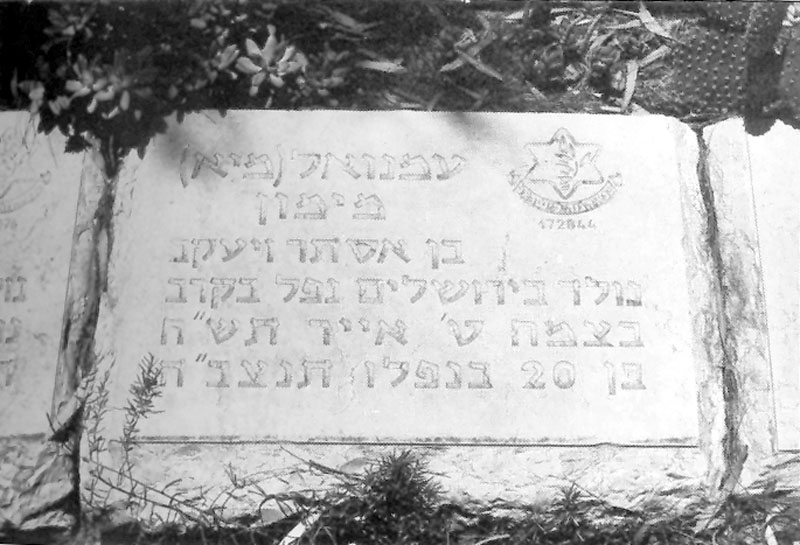 עמנואל (מיא)
מימון
172844
בן אסתר ויעקב
נולד בירושלים נפל בקרב
בצמח ט׳ אייר תש״ח
בן 20 בנפלו תנצב״ה